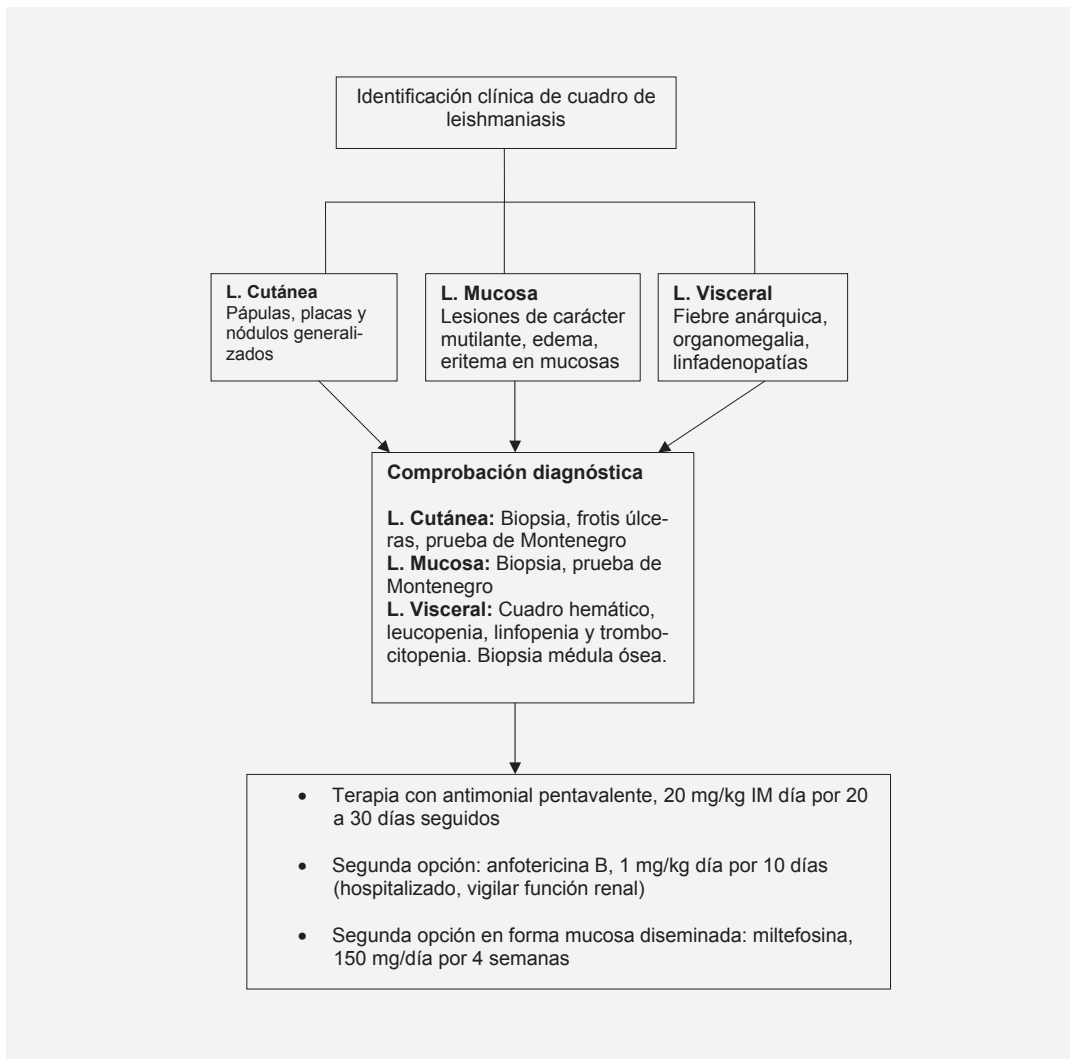 Identificación clínica de cuadro de
leishmaniasis
L. Cutánea
Pápulas, placas y
nódulos generali-
zados
L. Mucosa
Lesiones de carácter
mutilante, edema,
eritema en mucosas
L. Visceral
Fiebre anárquica,
organomegalia,
linfadenopatías
Comprobación diagnóstica
L. Cutánea: Biopsia, frotis úlce-
ras, prueba de Montenegro
L. Mucosa: Biopsia, prueba de
Montenegro
L. Visceral: Cuadro hemático,
leucopenia, linfopenia y trombo-
citopenia. Biopsia médula ósea.
• Terapia con antimonial pentavalente, 20 mg/kg IM día por 20
a 30 días seguidos
• Segunda opción: anfotericina B, 1 mg/kg día por 10 días
(hospitalizado, vigilar función renal)
• Segunda opción en forma mucosa diseminada: miltefosina,
150 mg/día por 4 semanas